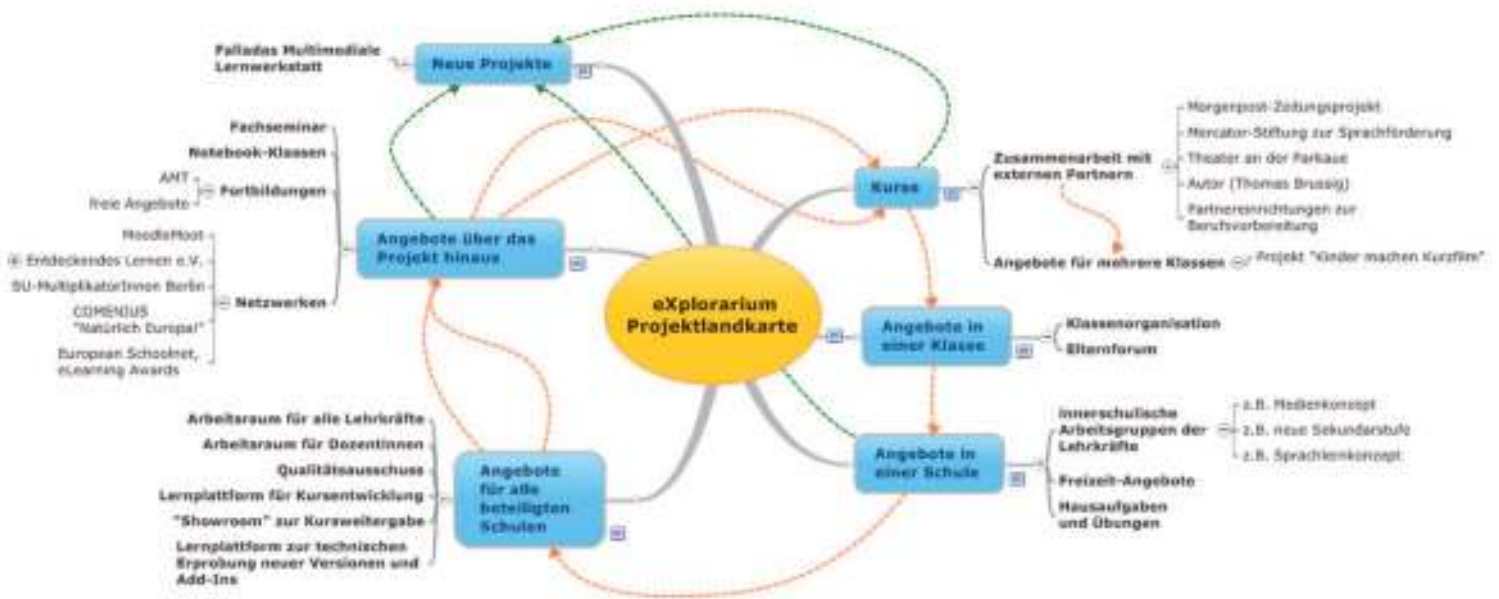 eXplorarium
Projektlandkarte
Neue Projekte
Palladas Multimediale
Lernwerkstatt
Kurse
Zusammenarbeit mit
externen Partnern
Morgenpost-Zeitungsprojekt
Mercator-Stiftung zur Sprachförderung
Theater an der Parkaue
Autor (Thomas Brussig)
Partnereinrichtungen zur
Berufsvorbereitung
Angebote für mehrere Klassen
Projekt "Kinder machen Kurzfilm"
Angebote in
einer Klasse
Klassenorganisation
Elternforum
Angebote in
einer Schule
innerschulische
Arbeitsgruppen der
Lehrkräfte
z.B. Medienkonzept
z.B. neue Sekundarstufe
z.B. Sprachlernkonzept
Freizeit-Angebote
Hausaufgaben
und Übungen
Angebote
für alle
beteiligten
Schulen
Arbeitsraum für alle Lehrkräfte
Arbeitsraum für DozentInnen
Qualitätsausschuss
Lernplattform für Kursentwicklung
"Showroom" zur Kursweitergabe
Lernplattform zur technischen
Erprobung neuer Versionen und
Add-Ins
Angebote über das
Projekt hinaus
Fachseminar
Notebook-Klassen
Fortbildungen
freie Angebote
Netzwerken
MoodleMoot
Entdeckendes Lernen e.V.
SU-MultiplikatorInnen Berlin
COMENIUS
"Natürlich Europa!"
European Schoolnet,
eLearning Awards